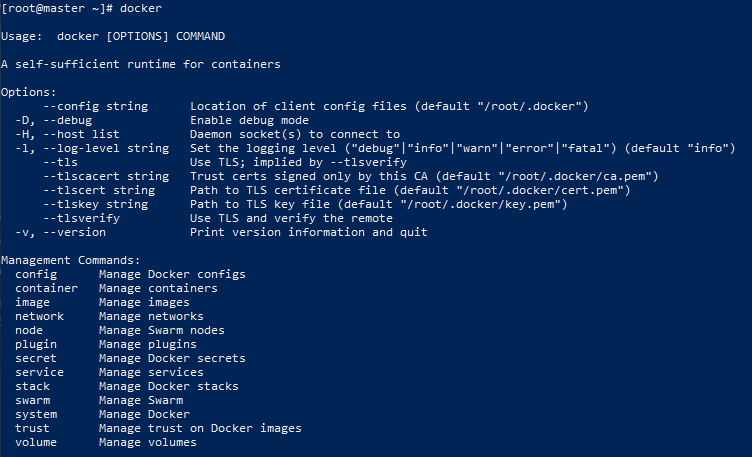 [root@master ~]# docker
Usage:  docker [OPTIONS] COMMAND
A self-sufficient runtime for containers
Options:
      --config string      Location of client config files (default "/root/.docker")
  -D, --debug              Enable debug mode
  -H, --host list          Daemon socket(s) to connect to
  -l, --log-level string   Set the logging level ("debug"|"info"|"warn"|"error"|"fatal") (default "info")
      --tls                Use TLS; implied by --tlsverify
      --tlscacert string   Trust certs signed only by this CA (default "/root/.docker/ca.pem")
      --tlscert string     Path to TLS certificate file (default "/root/.docker/cert.pem")
      --tlskey string      Path to TLS key file (default "/root/.docker/key.pem")
      --tlsverify          Use TLS and verify the remote
  -v, --version            Print version information and quit
Management Commands:
  config      Manage Docker configs
  container   Manage containers
  image       Manage images
  network     Manage networks
  node        Manage Swarm nodes
  plugin      Manage plugins
  secret      Manage Docker secrets
  service     Manage services
  stack       Manage Docker stacks
  swarm       Manage Swarm
  system      Manage Docker
  trust       Manage trust on Docker images
  volume      Manage volumes